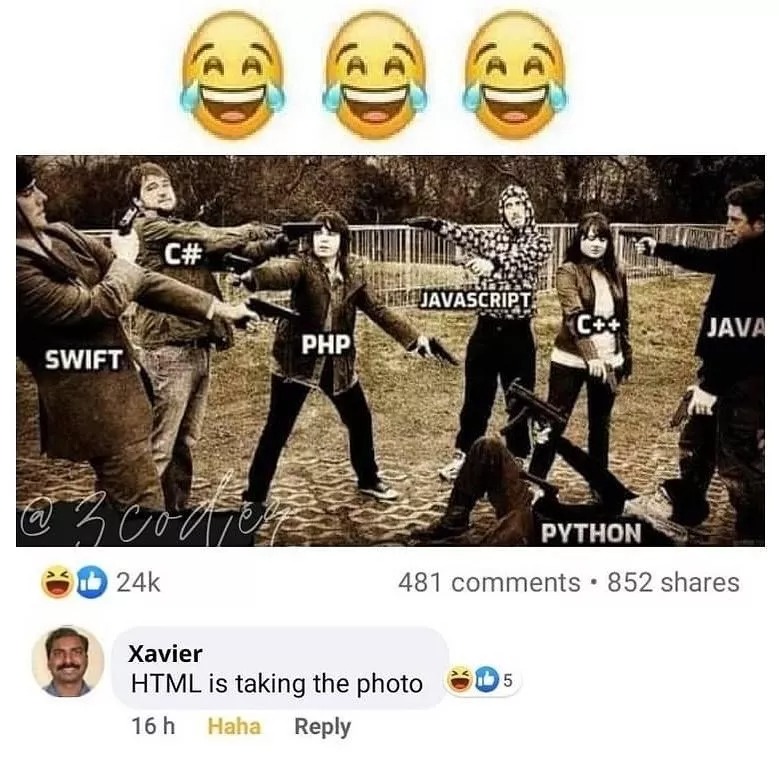 C#
JAVASCRIPT
C++
JAVA
PHP
SWIFT
PYTHON
@3codiey
24k
481 comments • 852 shares
Xavier
HTML is taking the photo
5
16 h Haha Reply